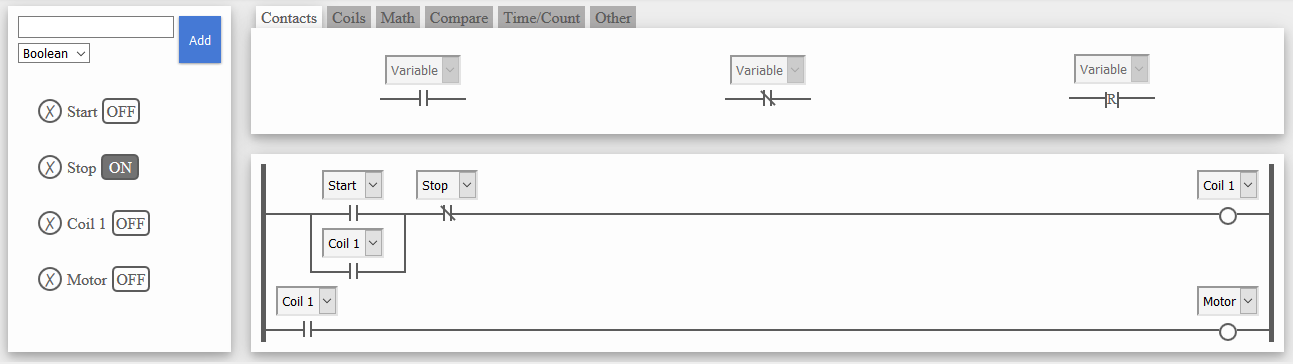 Contacts Coils Math Compare Time/Count Other
Add
Boolean
Variable Variable Variable
R
X Start OFF
X Stop ON
X Coil 1 OFF
X Motor OFF
Start Stop Coil 1
Coil 1
Coil 1 Motor